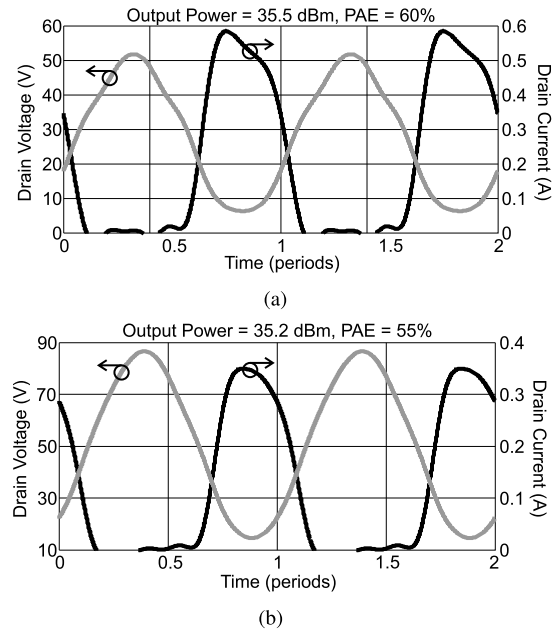 Output Power = 35.5 dBm, PAE = 60%
60 0.6
50 0.5
40 0.4
30 0.3
20 0.2
10 0.1
0 0
Drain Voltage (V)
Drain Current (A)
0 0.5 1 1.5 2
Time (periods)
(a)
Output Power = 35.2 dBm, PAE = 55%
90 0.4
70 0.3
50 0.2
30 0.1
10 0
Drain Voltage (V)
Drain Current (A)
0 0.5 1 1.5 2
Time (periods)
(b)